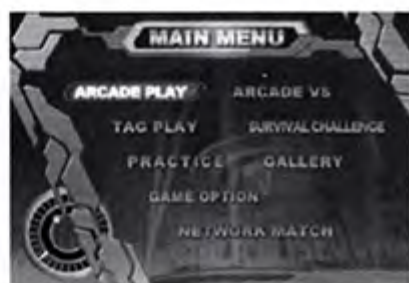 MAIN MENU
ARCADE PLAY ARCADE VS
TAG PLAY SURVIVAL CHALLENGE
PRACTICE GALLERY
GAME OPTION
NETWORK MATCH